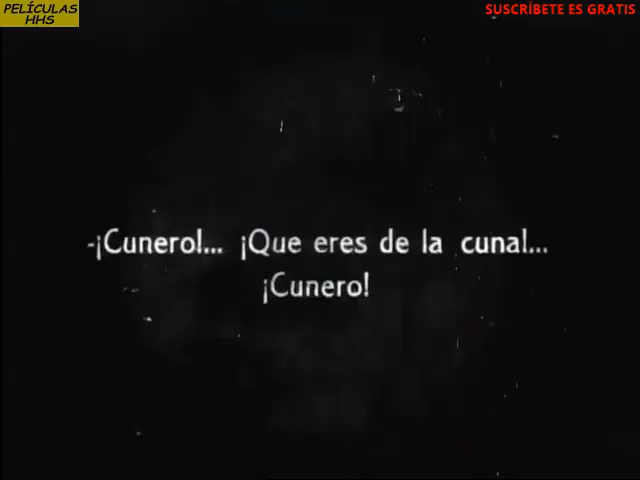 PELÍCULAS
HHS
SUSCRÍBETE ES GRATIS
-¡Cunero!... ¡Que eres de la cuna!...
¡Cunero!